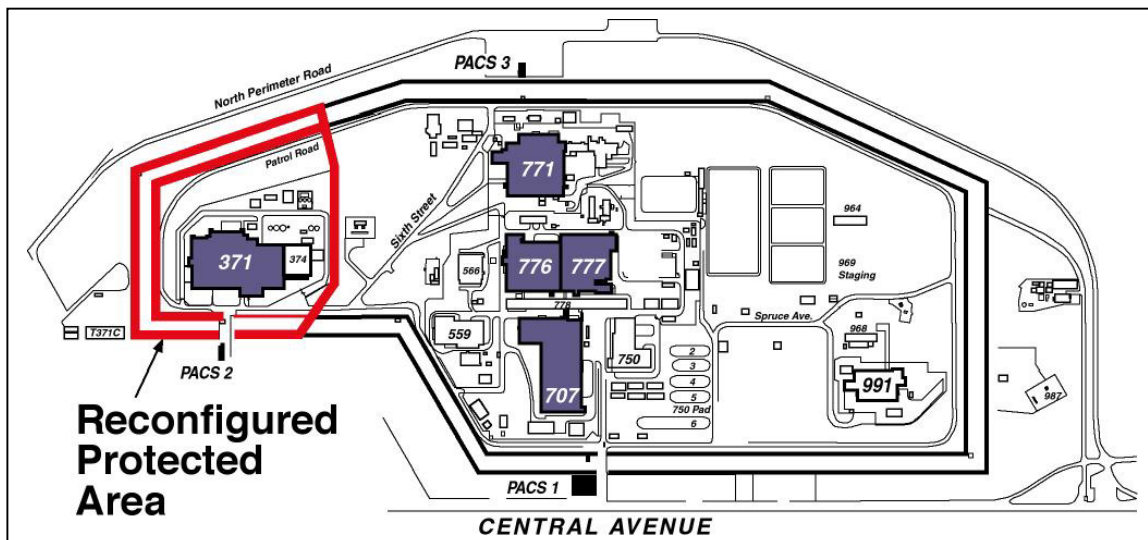 PACS 3
North Perimeter Road
Patrol Road
771
Sixth Street
964
371
374
566
776
777
969
Staging
778
Spruce Ave.
T371C
559
750
968
PACS 2
2
3
4
5
6
750 Pad
707
991
987
Reconfigured
Protected
Area
PACS 1
CENTRAL AVENUE